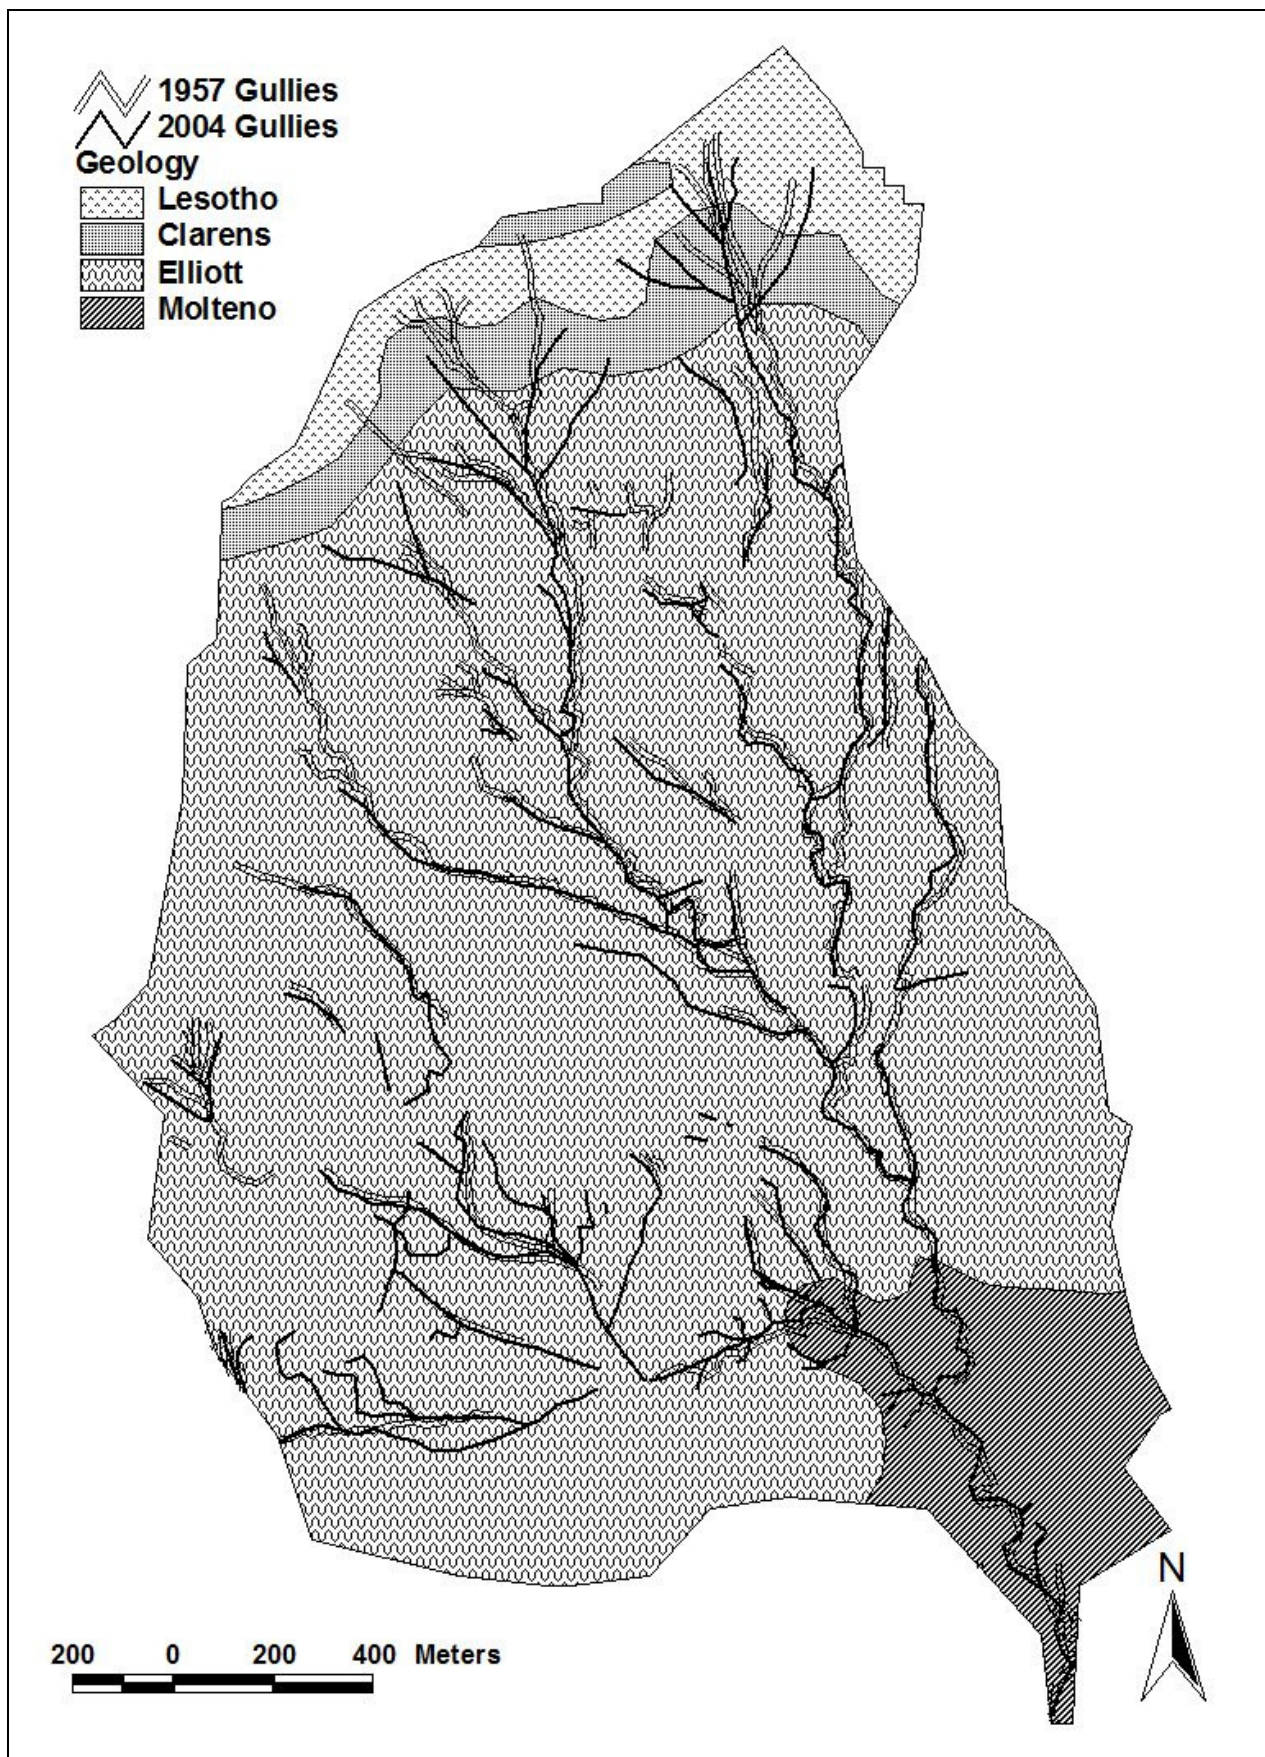 1957 Gullies
2004 Gullies
Geology
Lesotho
Clarens
Elliott
Molteno
N
200 0 200 400 Meters